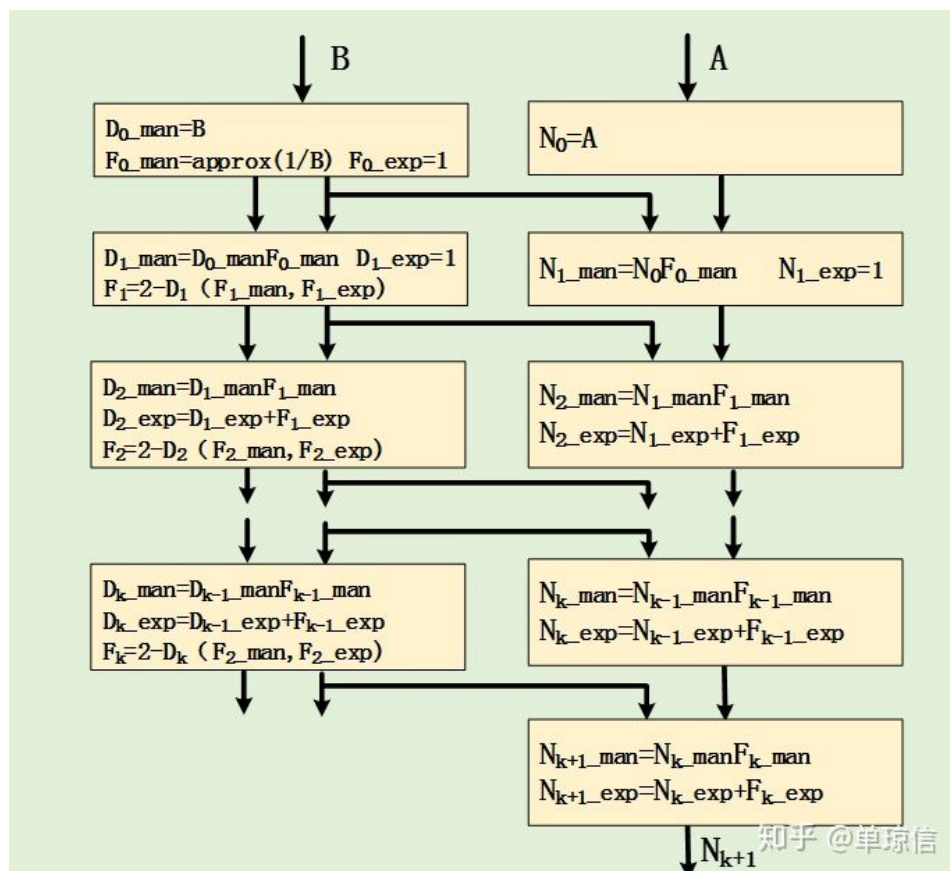 B
A
D₀_man=B
F₀_man=approx(1/B) F₀_exp=1
N₀=A
D₁_man=D₀_manF₀_man D₁_exp=1
F₁=2-D₁ (F₁_man, F₁_exp)
N₁_man=N₀F₀_man N₁_exp=1
D₂_man=D₁_manF₁_man
D₂_exp=D₁_exp+F₁_exp
F₂=2-D₂ (F₂_man, F₂_exp)
N₂_man=N₁_manF₁_man
N₂_exp=N₁_exp+F₁_exp
Dₖ_man=Dₖ₋₁_manFₖ₋₁_man
Dₖ_exp=Dₖ₋₁_exp+Fₖ₋₁_exp
Fₖ=2-Dₖ (F₂_man, F₂_exp)
Nₖ_man=Nₖ₋₁_manFₖ₋₁_man
Nₖ_exp=Nₖ₋₁_exp+Fₖ₋₁_exp
Nₖ₊₁_man=Nₖ_manFₖ_man
Nₖ₊₁_exp=Nₖ_exp+Fₖ_exp
Nₖ₊₁
知乎 @单琼信